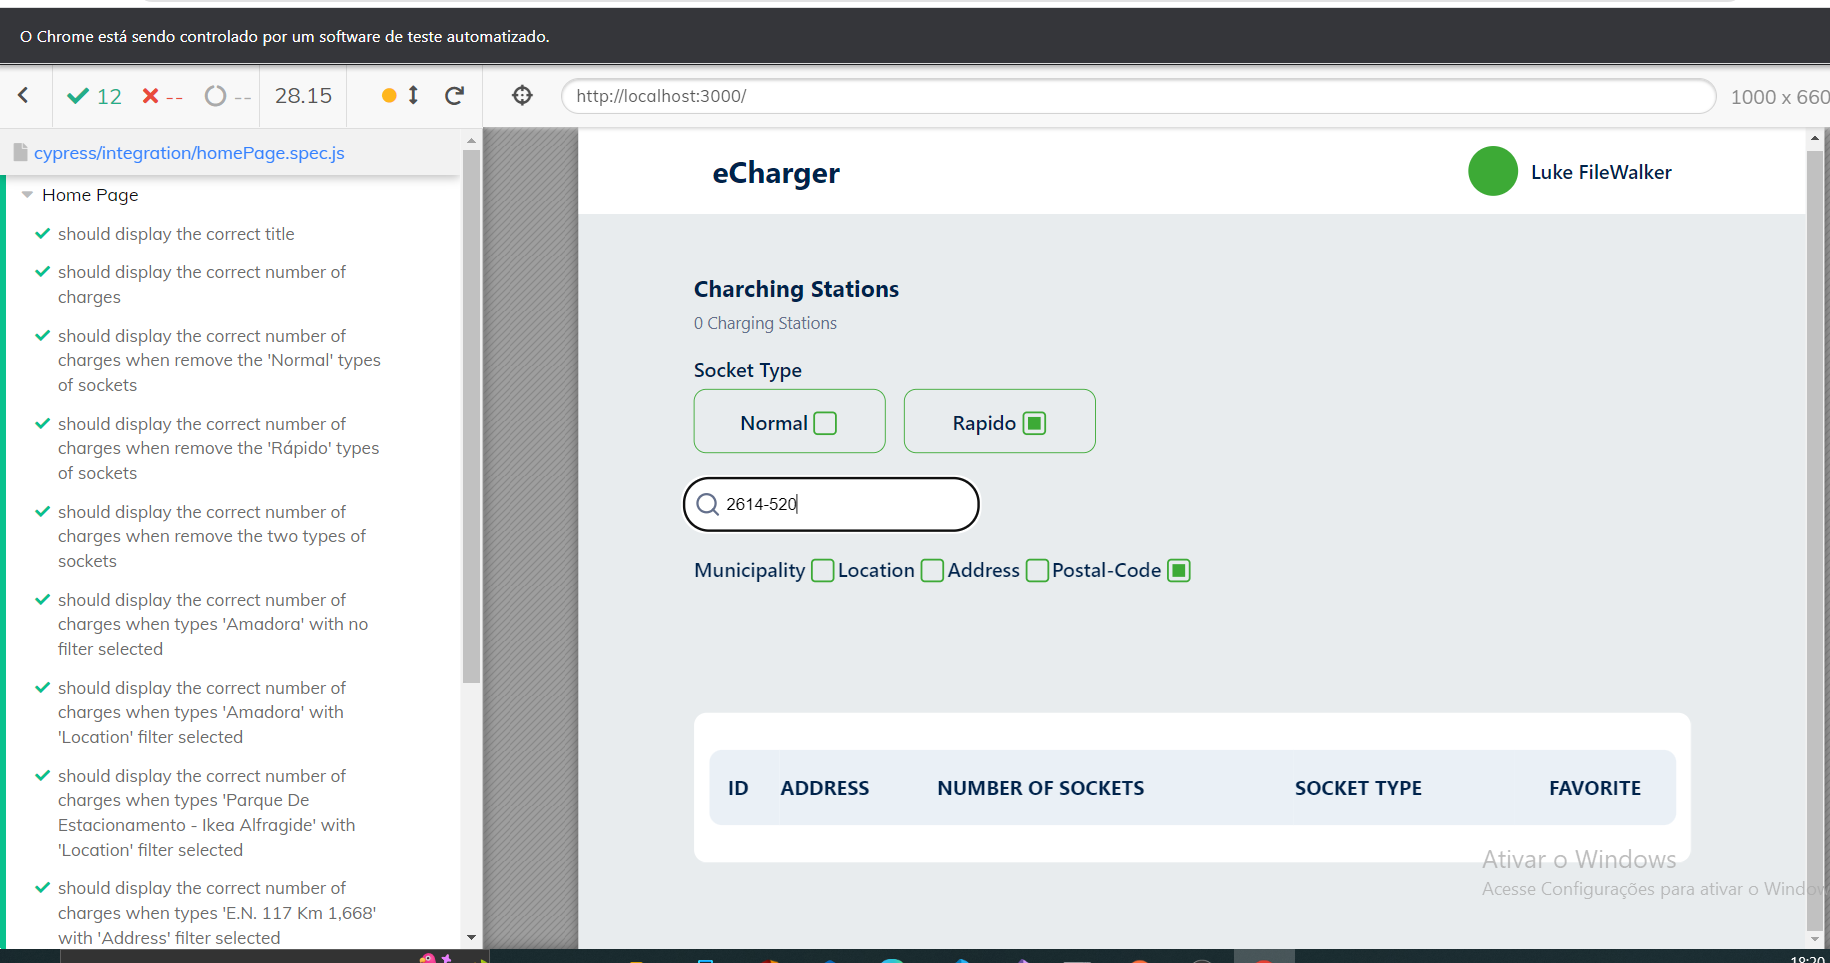 O Chrome está sendo controlado por um software de teste automatizado.
12 -- -- 28.15 http://localhost:3000/ 1000 x 660
cypress/integration/homePage.spec.js
Home Page
should display the correct title
should display the correct number of
charges
should display the correct number of
charges when remove the 'Normal' types
of sockets
should display the correct number of
charges when remove the 'Rápido' types
of sockets
should display the correct number of
charges when remove the two types of
sockets
should display the correct number of
charges when types 'Amadora' with no
filter selected
should display the correct number of
charges when types 'Amadora' with
'Location' filter selected
should display the correct number of
charges when types 'Parque De
Estacionamento - Ikea Alfragide' with
'Location' filter selected
should display the correct number of
charges when types 'E.N. 117 Km 1,668'
with 'Address' filter selected
eCharger
Luke FileWalker
Charching Stations
0 Charging Stations
Socket Type
Normal Rapido
2614-520
Municipality Location Address Postal-Code
ID ADDRESS NUMBER OF SOCKETS SOCKET TYPE FAVORITE
Ativar o Windows
Acesse Configurações para ativar o Windo
18:20